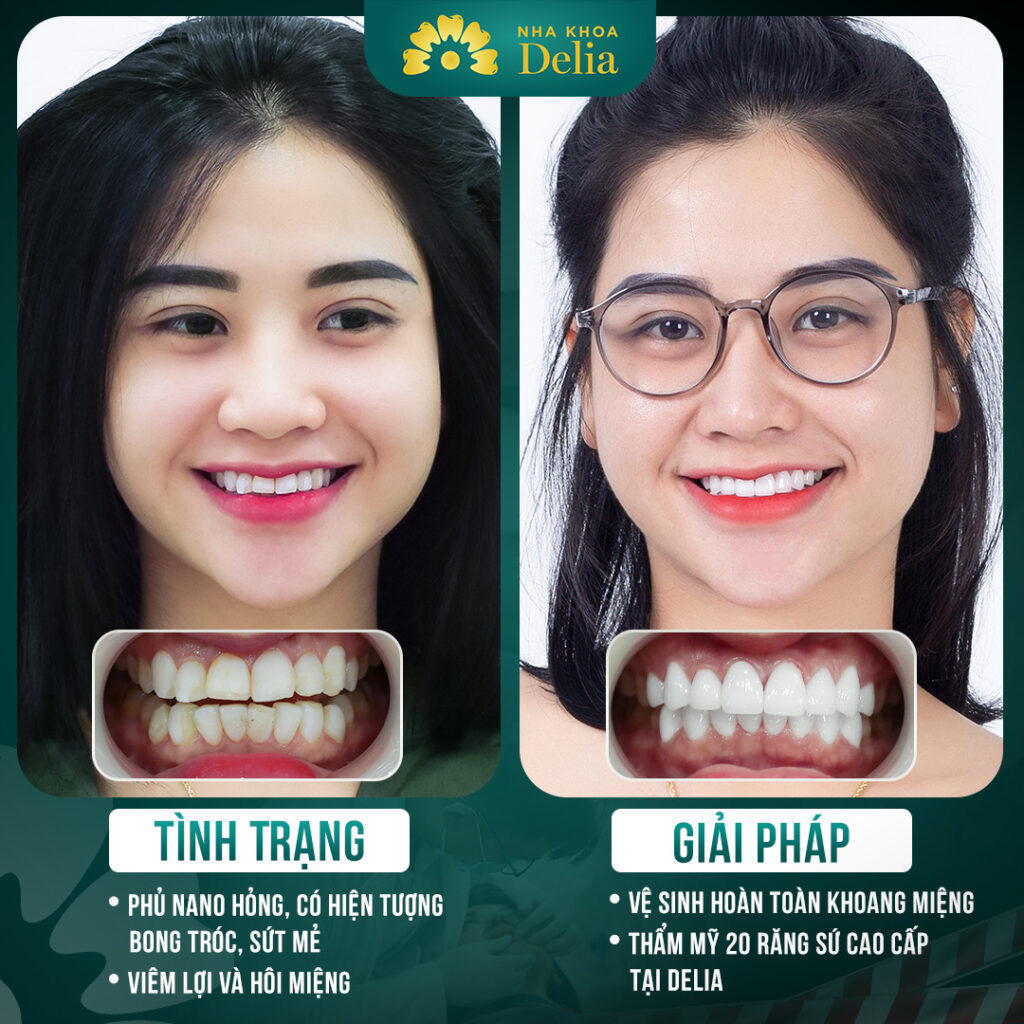 NHA KHOA
Delia
TÌNH TRẠNG
• PHỦ NANO HỎNG, CÓ HIỆN TƯỢNG
BONG TRÓC, SỨT MẺ
• VIÊM LỢI VÀ HÔI MIỆNG
GIẢI PHÁP
• VỆ SINH HOÀN TOÀN KHOANG MIỆNG
• THẨM MỸ 20 RĂNG SỨ CAO CẤP
TẠI DELIA